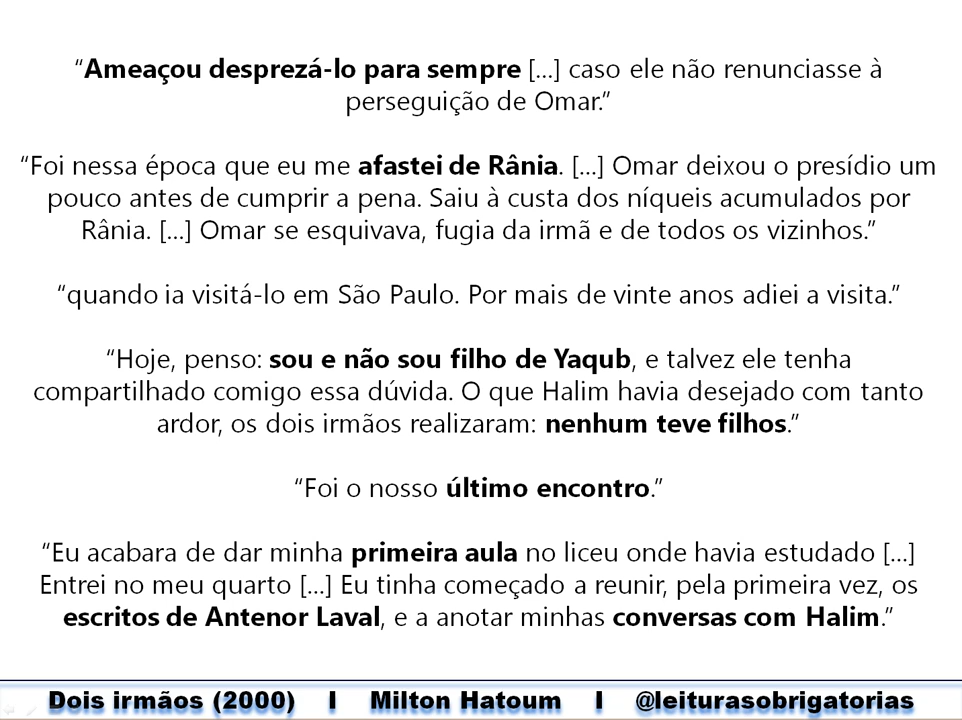 “Ameaçou desprezá-lo para sempre [...] caso ele não renunciasse à
perseguição de Omar.”
“Foi nessa época que eu me afastei de Rânia. [...] Omar deixou o presídio um
pouco antes de cumprir a pena. Saiu à custa dos níqueis acumulados por
Rânia. [...] Omar se esquivava, fugia da irmã e de todos os vizinhos.”
“quando ia visitá-lo em São Paulo. Por mais de vinte anos adiei a visita.”
“Hoje, penso: sou e não sou filho de Yaqub, e talvez ele tenha
compartilhado comigo essa dúvida. O que Halim havia desejado com tanto
ardor, os dois irmãos realizaram: nenhum teve filhos.”
“Foi o nosso último encontro.”
“Eu acabara de dar minha primeira aula no liceu onde havia estudado [...]
Entrei no meu quarto [...] Eu tinha começado a reunir, pela primeira vez, os
escritos de Antenor Laval, e a anotar minhas conversas com Halim.”
Dois irmãos (2000) I Milton Hatoum I @leiturasobrigatorias